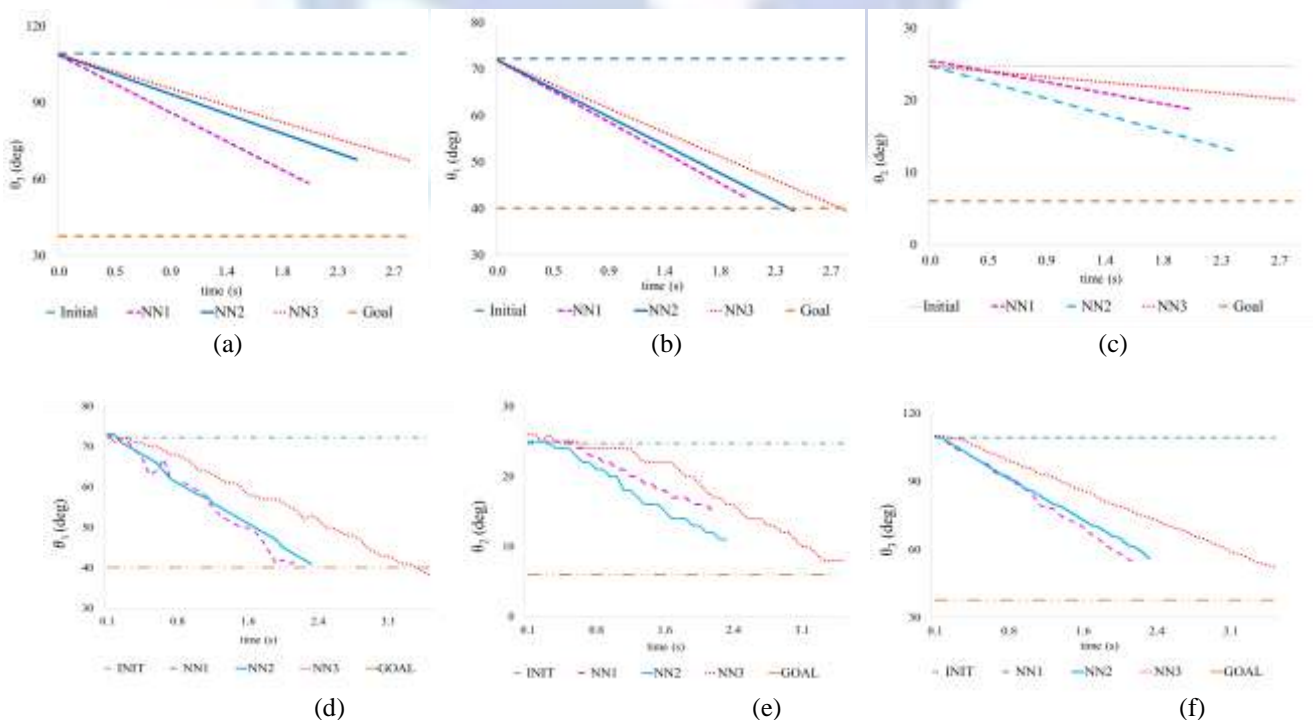 120
90
60
30
θ3 (deg)
0.0 0.5 0.9 1.4 1.8 2.3 2.7
time (s)
Initial NN1 NN2 NN3 Goal
(a)
80
70
60
50
40
30
θ1 (deg)
0.0 0.5 0.9 1.4 1.8 2.3 2.7
time (s)
Initial NN1 NN2 NN3 Goal
(b)
30
20
10
0
θ2 (deg)
0.0 0.5 0.9 1.4 1.8 2.3 2.7
time (s)
Initial NN1 NN2 NN3 Goal
(c)
80
70
60
50
40
30
(deg)
0.1 0.8 1.6 2.4 3.1
time (s)
INIT NN1 NN2 NN3 GOAL
(d)
30
20
10
0
θ2 (deg)
0.1 0.8 1.6 2.4 3.1
time (s)
INIT NN1 NN2 NN3 GOAL
(e)
120
90
60
30
θ3 (deg)
0.1 0.8 1.6 2.4 3.1
time (s)
INIT NN1 NN2 NN3 GOAL
(f)